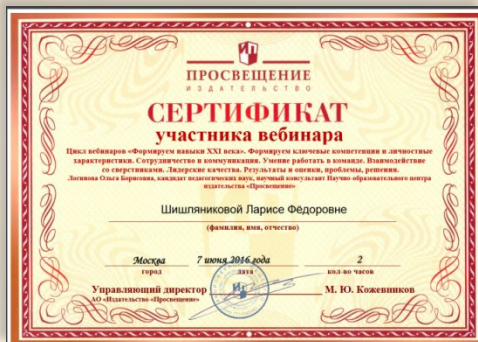 ПРОСВЕЩЕНИЕ
ИЗДАТЕЛЬСТВО
СЕРТИФИКАТ
участника вебинара
Цикл вебинаров «Формируем навыки XXI века». Формируем ключевые компетенции и личностные
характеристики. Сотрудничество и коммуникация. Умение работать в команде. Взаимодействие
со сверстниками. Лидерские качества. Результаты и оценки, проблемы, решения.
Ольга Борисовна, кандидат педагогических наук, научный консультант Научно образовательного центра
издательства «Просвещение»
Шишляниковой Ларисе Фёдоровне
(фамилия, имя, отчество)
Москва 7 июня 2016 года 2
город дата кол-во часов
Управляющий директор М. Ю. Кожевников
АО «Издательство «Просвещение»